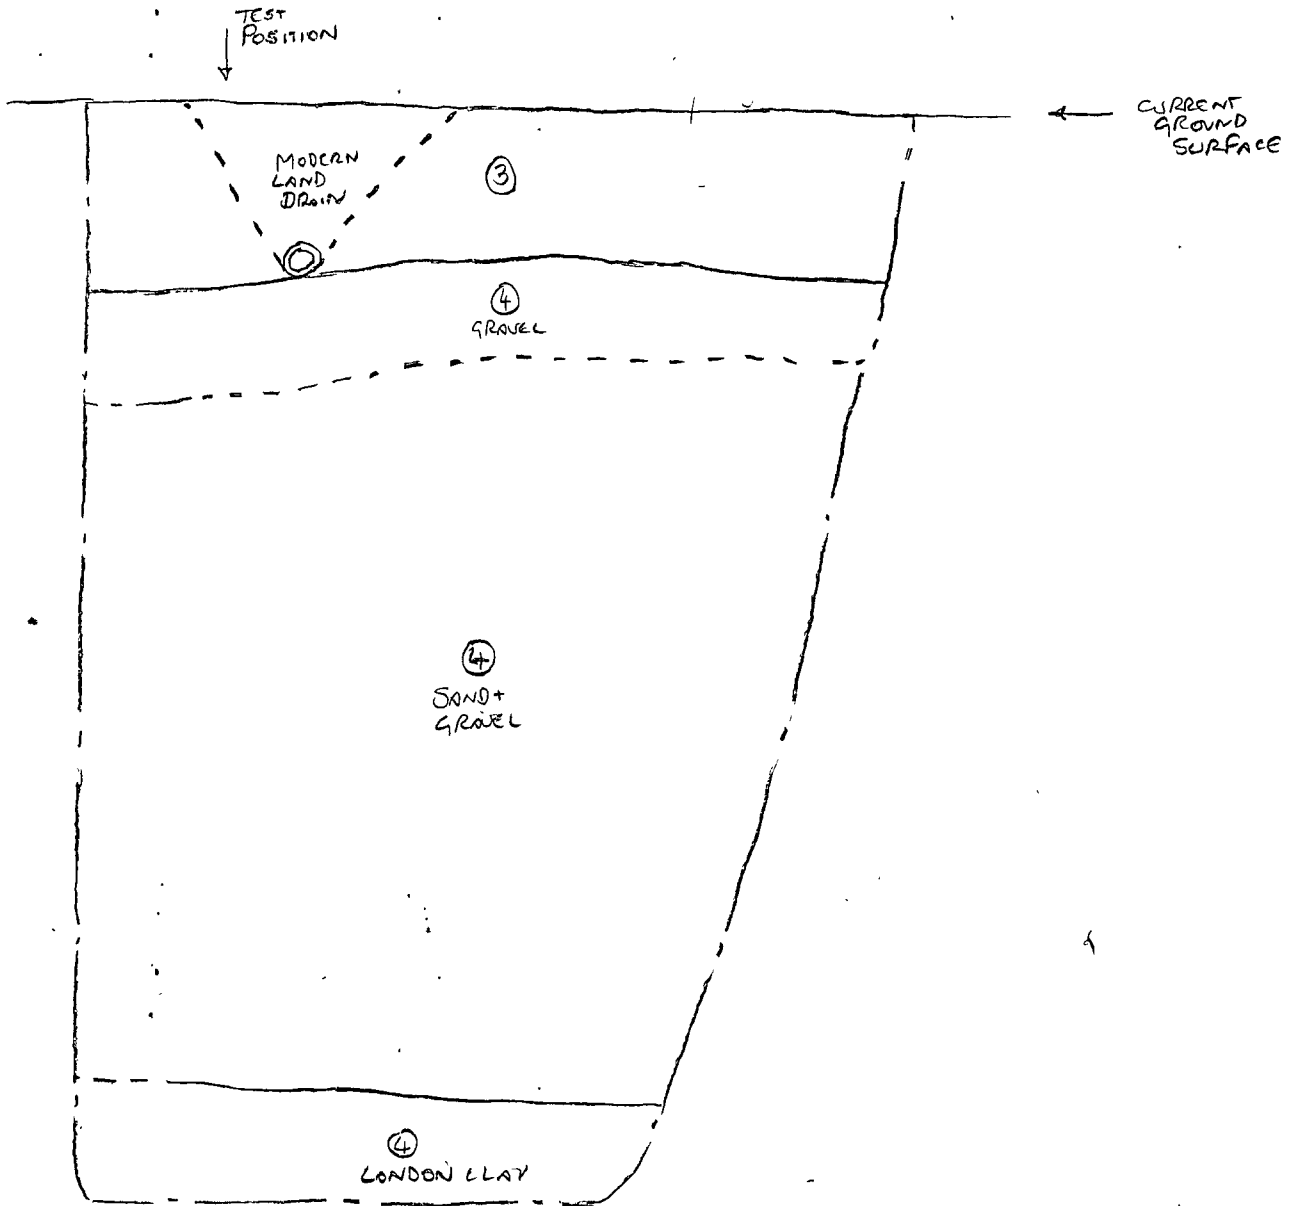 TEST
POSITION
CURRENT
GROUND
SURFACE
MODERN
LAND
DRAIN
3
4
GRAVEL
4
SAND+
GRAVEL
4
LONDON CLAY